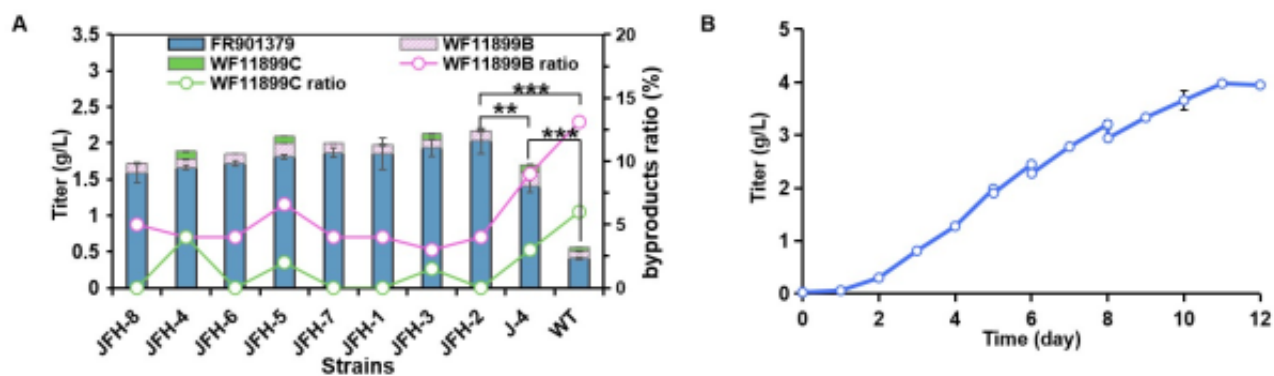 A
Titer (g/L)
3.5
3
2.5
2
1.5
1
0.5
0
FR901379
WF11899B
WF11899C
WF11899B ratio
WF11899C ratio
***
**
***
20
15
10
5
0
byproducts ratio (%)
JFH-8
JFH-4
JFH-6
JFH-5
JFH-7
JFH-1
JFH-3
JFH-2
J-4
WT
Strains
B
Titer (g/L)
5
4
3
2
1
0
0
2
4
6
8
10
12
Time (day)